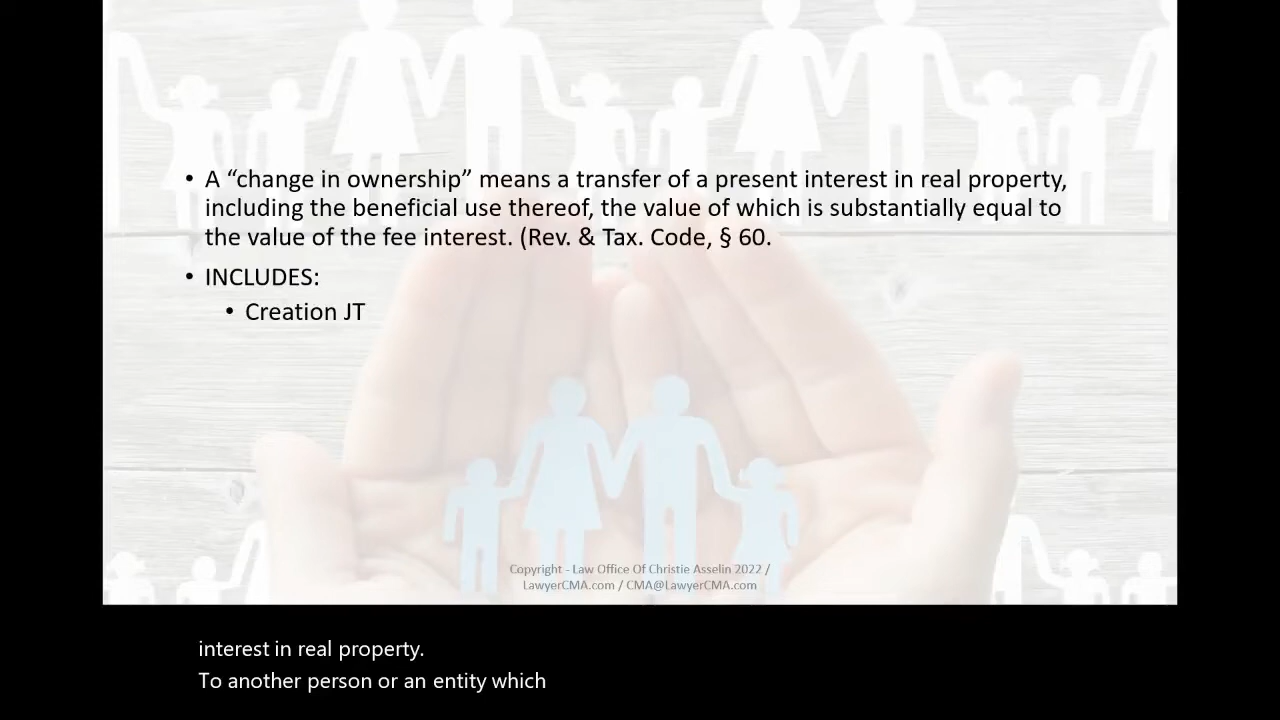 • A “change in ownership” means a transfer of a present interest in real property,
including the beneficial use thereof, the value of which is substantially equal to
the value of the fee interest. (Rev. & Tax. Code, § 60.
• INCLUDES:
• Creation JT
Copyright - Law Office Of Christie Asselin 2022 /
LawyerCMA.com / CMA@LawyerCMA.com
interest in real property.
To another person or an entity which